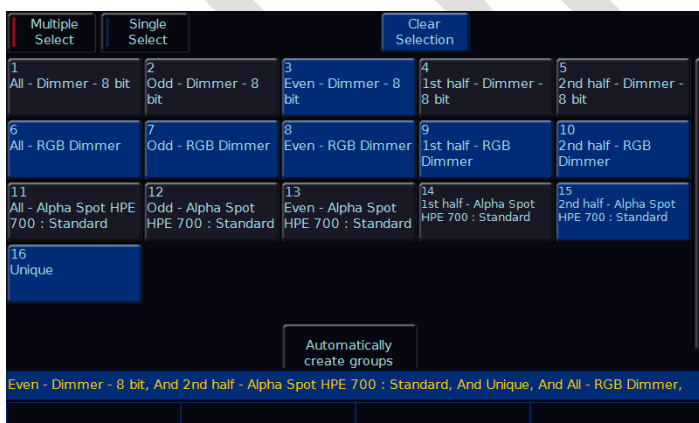 Multiple
Select
Single
Select
Clear
Selection
1
All - Dimmer - 8 bit
2
Odd - Dimmer - 8
bit
3
Even - Dimmer - 8
bit
4
1st half - Dimmer -
8 bit
5
2nd half - Dimmer -
8 bit
6
All - RGB Dimmer
7
Odd - RGB Dimmer
8
Even - RGB Dimmer
9
1st half - RGB
Dimmer
10
2nd half - RGB
Dimmer
11
All - Alpha Spot HPE
700 : Standard
12
Odd - Alpha Spot
HPE 700 : Standard
13
Even - Alpha Spot
HPE 700 : Standard
14
1st half - Alpha Spot
HPE 700 : Standard
15
2nd half - Alpha Spot
HPE 700 : Standard
16
Unique
Automatically
create groups
Even - Dimmer - 8 bit, And 2nd half - Alpha Spot HPE 700 : Standard, And Unique, And All - RGB Dimmer,